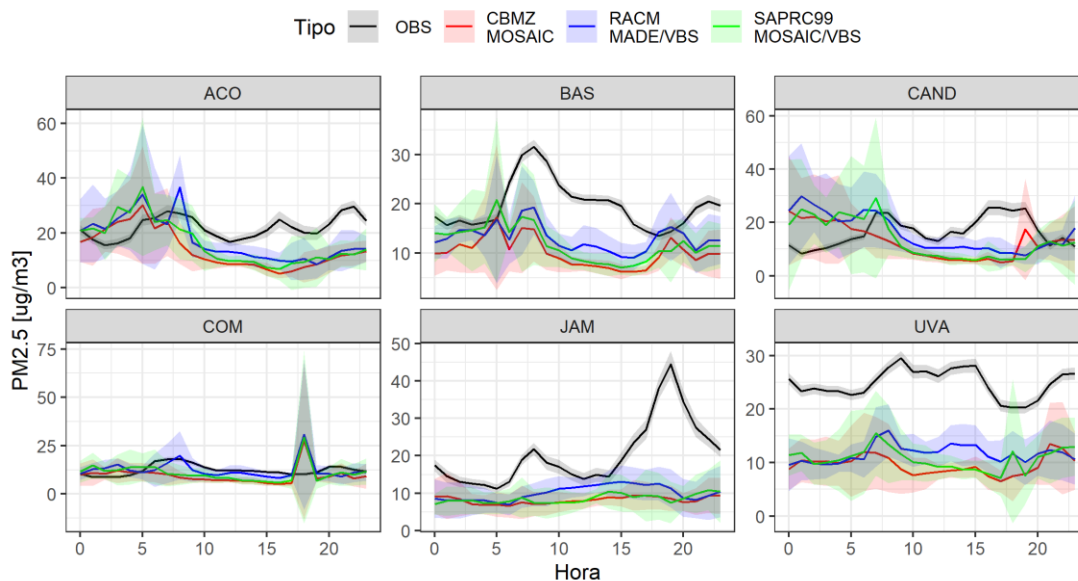 Tipo OBS CBMZ MOSAIC RACM MADE/VBS SAPRC99 MOSAIC/VBS
ACO BAS CAND
60 40 20 0
30 20 10
60 40 20 0
COM JAM UVA
75 50 25 0
50 40 30 20 10 0
30 20 10 0
PM2.5 [ug/m3]
0 5 10 15 20 0 5 10 15 20 0 5 10 15 20
Hora